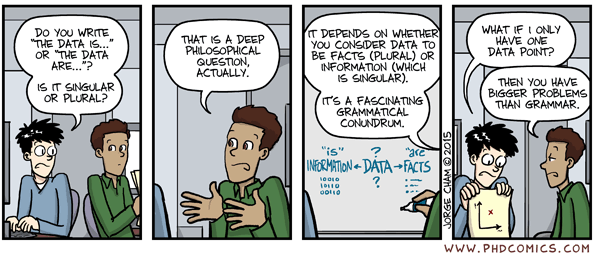 DO YOU WRITE
"THE DATA IS..."
OR "THE DATA
ARE..."?
IS IT SINGULAR
OR PLURAL?
THAT IS A DEEP
PHILOSOPHICAL
QUESTION,
ACTUALLY.
IT DEPENDS ON WHETHER
YOU CONSIDER DATA TO
BE FACTS (PLURAL) OR
INFORMATION (WHICH
IS SINGULAR).
IT'S A FASCINATING
GRAMMATICAL
CONUNDRUM.
"is" ? "are
INFORMATION ← DATA → FACTS
10010
10110 ?
00110
JORGE CHAM © 2015
WHAT IF I ONLY
HAVE ONE
DATA POINT?
THEN YOU HAVE
BIGGER PROBLEMS
THAN GRAMMAR.
x
WWW.PHDCOMICS.COM